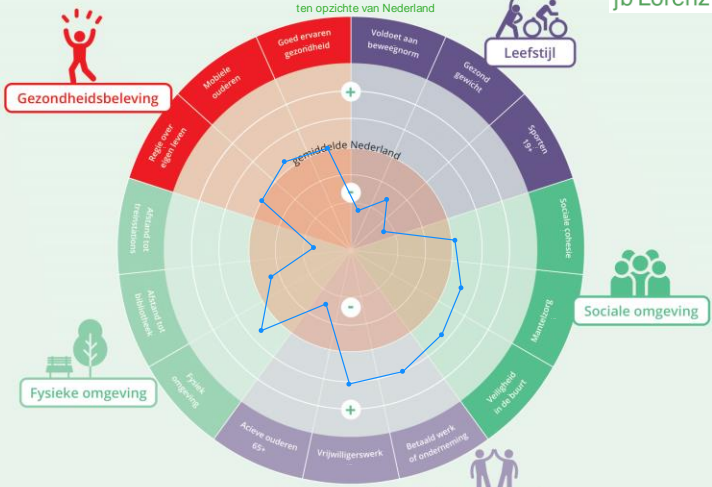 ten opzichte van Nederland
jb Lorenz
Gezondheidsbeleving
Leefstijl
Goed ervaren
gezondheid
Voldoet aan
beweegnorm
Gezond
gewicht
Sporten
19+
Mobiele
ouderen
Regie over
eigen leven
+
gemiddelde Nederland
-
Sociale cohesie
Mantelzorg
Veiligheid
in de buurt
Sociale omgeving
Afstand tot
treinstations
Afstand tot
bibliotheek
Fysiek
omgeving
Fysieke omgeving
-
+
Acieve ouderen
65+
Vrijwilligerswerk
Betaald werk
of onderneming